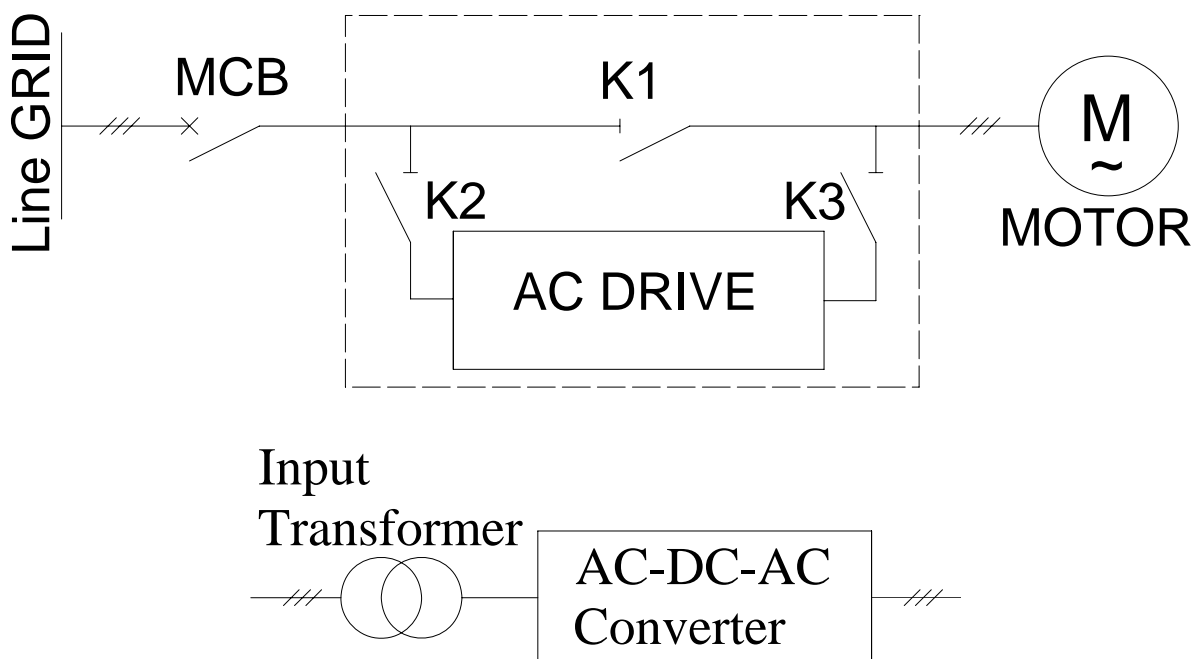 Line GRID
MCB
K1
M
~
MOTOR
K2
K3
AC DRIVE
Input
Transformer
AC-DC-AC
Converter